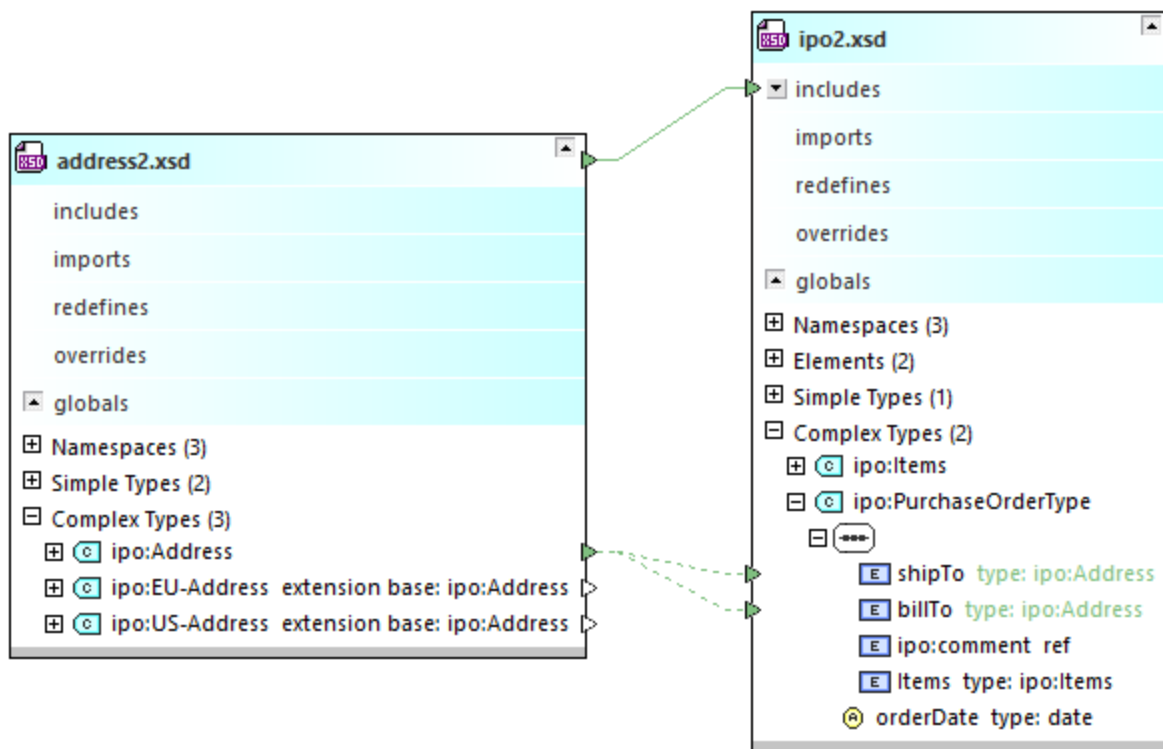 XSD address2.xsd
includes
imports
redefines
overrides
globals
Namespaces (3)
Simple Types (2)
Complex Types (3)
C ipo:Address
C ipo:EU-Address extension base: ipo:Address
C ipo:US-Address extension base: ipo:Address
XSD ipo2.xsd
includes
imports
redefines
overrides
globals
Namespaces (3)
Elements (2)
Simple Types (1)
Complex Types (2)
C ipo:Items
C ipo:PurchaseOrderType
E shipTo type: ipo:Address
E billTo type: ipo:Address
E ipo:comment ref
E Items type: ipo:Items
A orderDate type: date